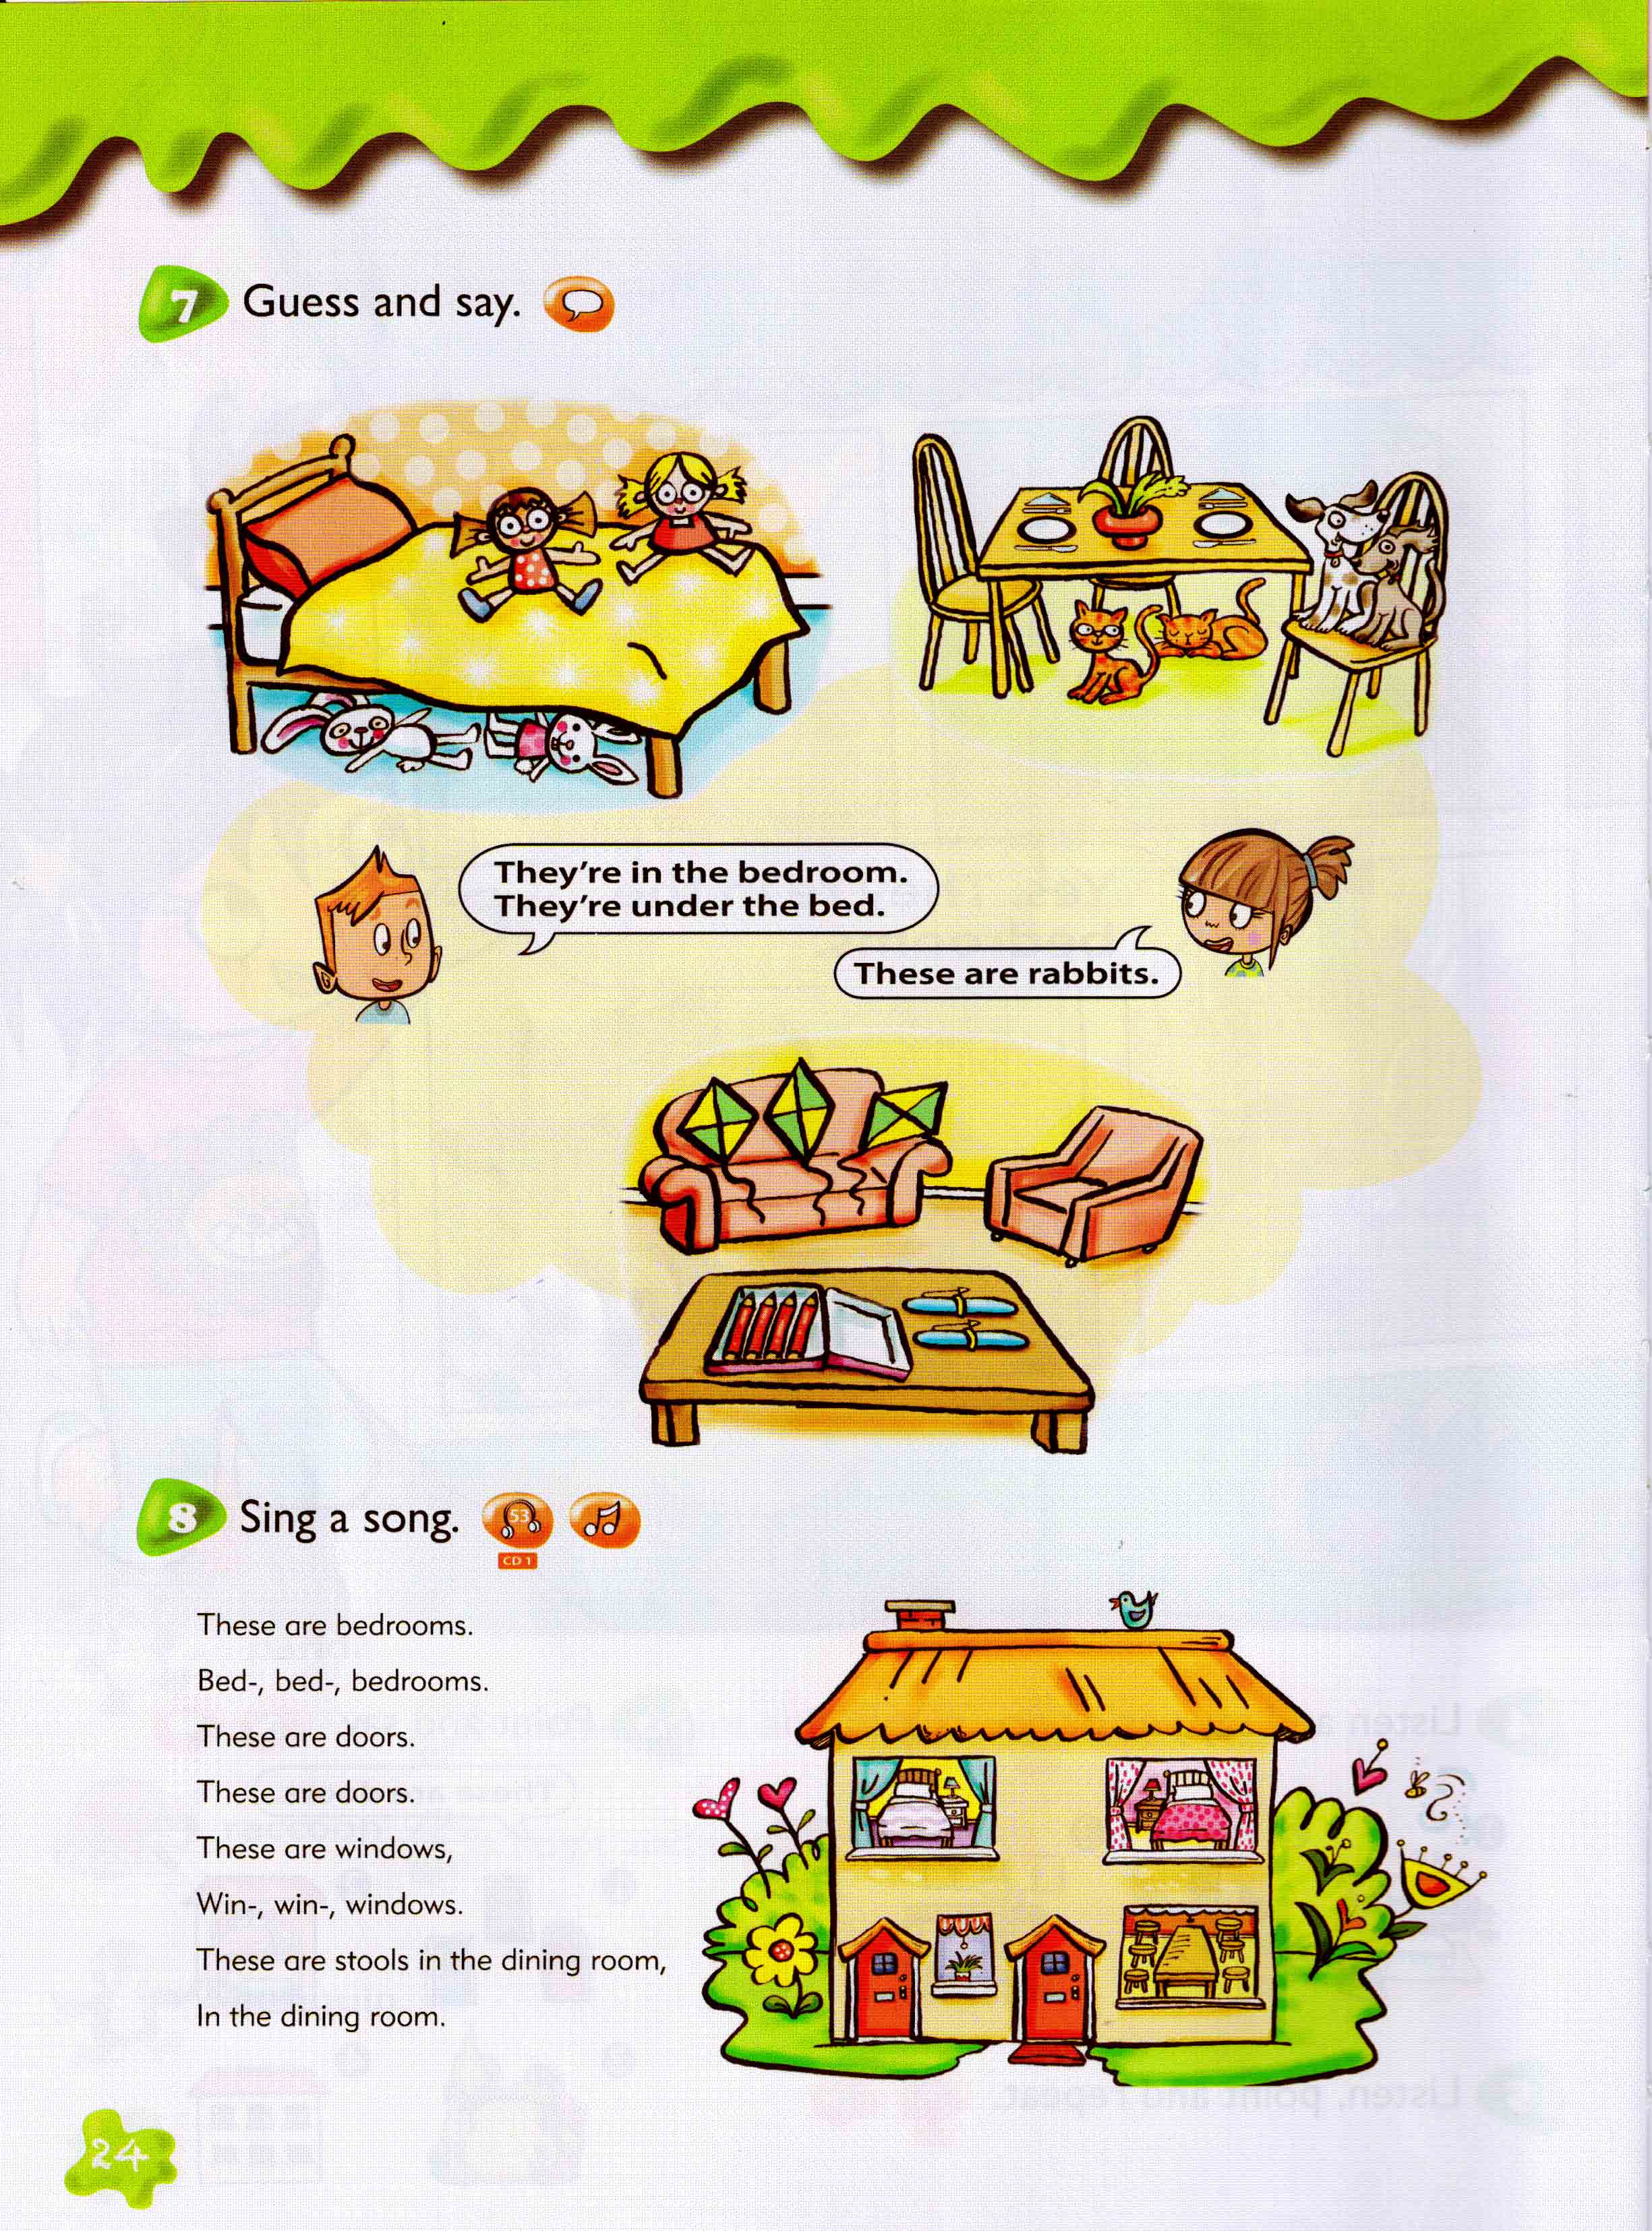 7 Guess and say.
They're in the bedroom.
They're under the bed.
These are rabbits.
8 Sing a song.
53
CD 1
These are bedrooms.
Bed-, bed-, bedrooms.
These are doors.
These are doors.
These are windows,
Win-, win-, windows.
These are stools in the dining room,
In the dining room.
24